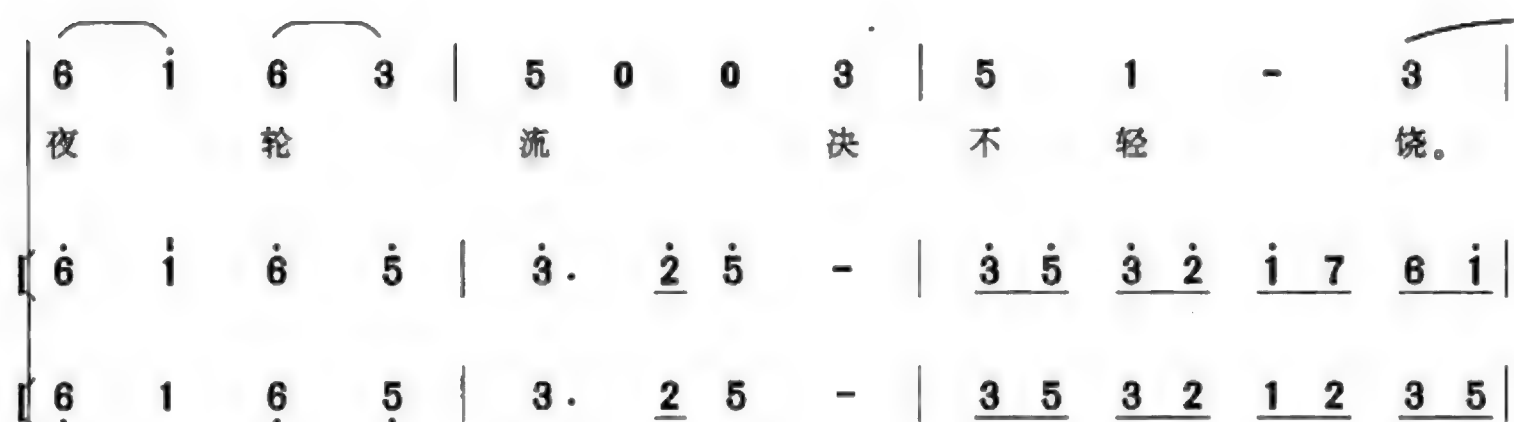 6 i̇ 6 3 | 5 0 0 3 | 5 1 - 3 |
夜 轮 流 决 不 轻 饶。
6̇ i̇ 6̇ 5̇ | 3̇. 2̇ 5̇ - | 3̇ 5̇ 3̇ 2̇ i̇ 7 6 i̇ |
6̣ 1 6̣ 5̣ | 3. 2 5 - | 3 5 3 2 1 2 3 5 |